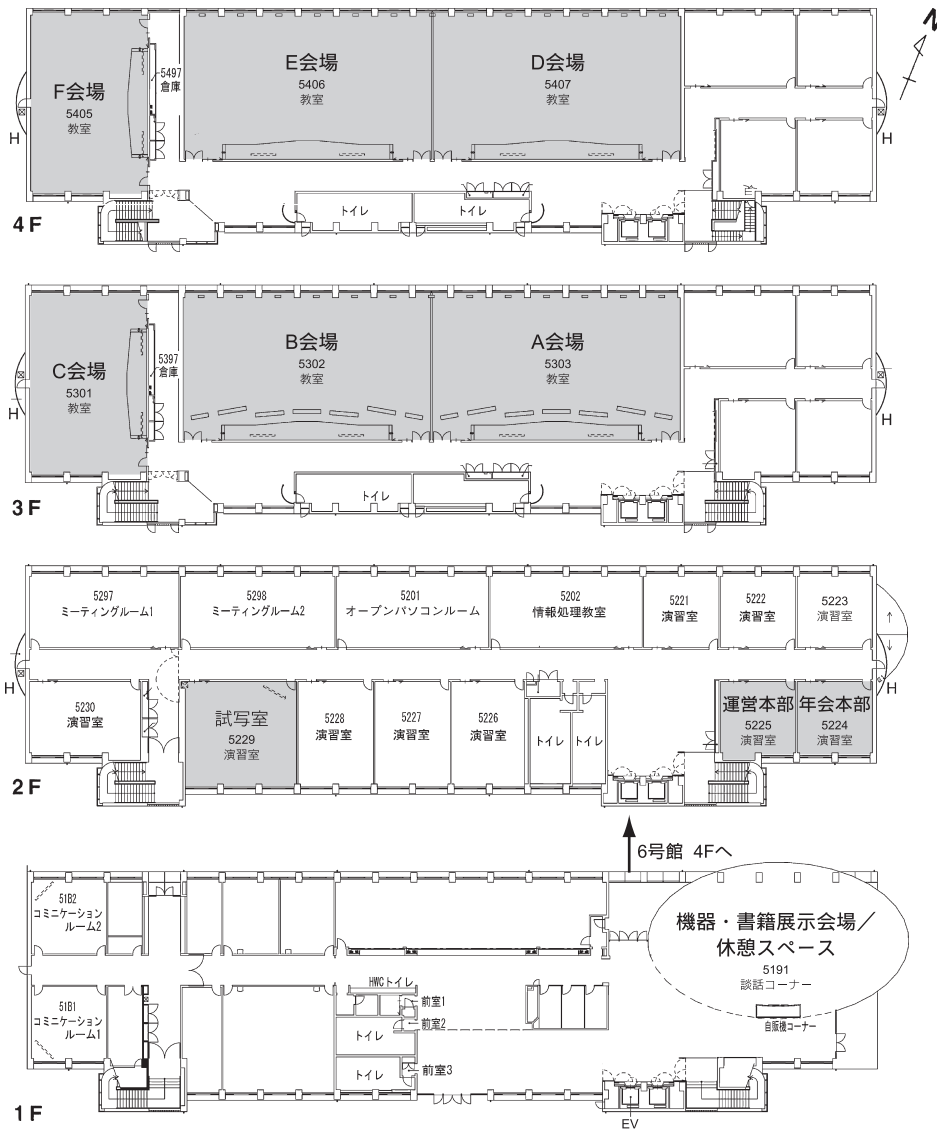 N
F会場
5405
教室
5497
倉庫
E会場
5406
教室
D会場
5407
教室
H
H
トイレ
トイレ
4F
C会場
5301
教室
5397
倉庫
B会場
5302
教室
A会場
5303
教室
H
H
トイレ
3F
5297
ミーティングルーム1
5298
ミーティングルーム2
5201
オープンパソコンルーム
5202
情報処理教室
5221
演習室
5222
演習室
5223
演習室
H
H
5230
演習室
試写室
5229
演習室
5228
演習室
5227
演習室
5226
演習室
トイレ
トイレ
運営本部
5225
演習室
年会本部
5224
演習室
2F
6号館 4Fへ
51B2
コミニケーション
ルーム2
機器・書籍展示会場/
休憩スペース
5191
談話コーナー
自販機コーナー
51B1
コミニケーション
ルーム1
HWCトイレ
前室1
前室2
トイレ
トイレ
前室3
1F
EV